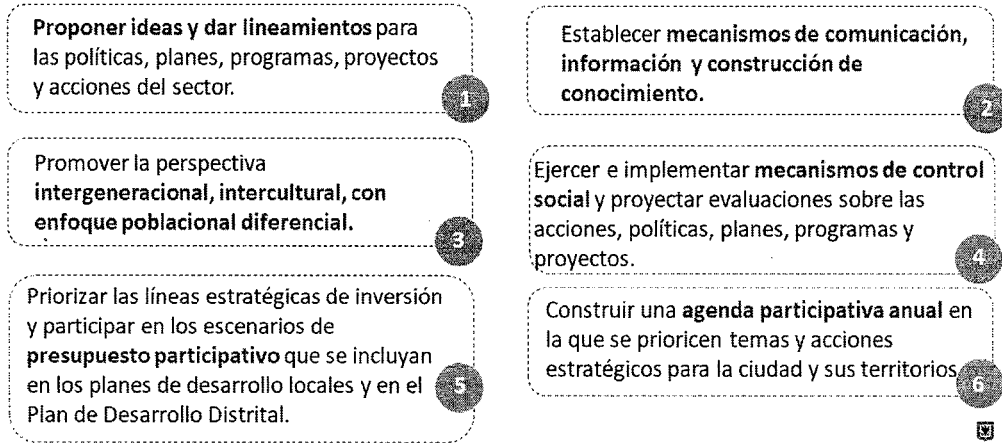 Proponer ideas y dar lineamientos para
las políticas, planes, programas, proyectos
y acciones del sector.
1
Establecer mecanismos de comunicación,
información y construcción de
conocimiento.
2
Promover la perspectiva
intergeneracional, intercultural, con
enfoque poblacional diferencial.
3
Ejercer e implementar mecanismos de control
social y proyectar evaluaciones sobre las
acciones, políticas, planes, programas y
proyectos.
4
Priorizar las líneas estratégicas de inversión
y participar en los escenarios de
presupuesto participativo que se incluyan
en los planes de desarrollo locales y en el
Plan de Desarrollo Distrital.
5
Construir una agenda participativa anual en
la que se prioricen temas y acciones
estratégicos para la ciudad y sus territorios
6